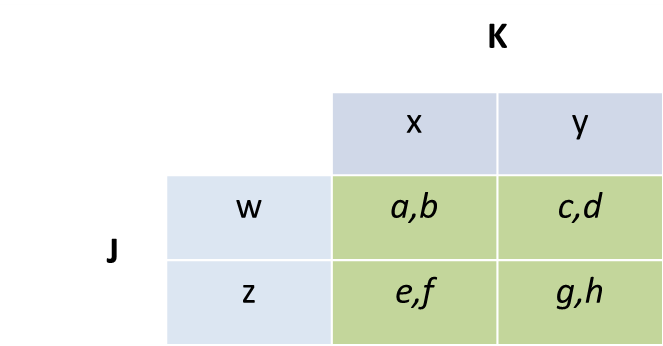 K
x y
w a,b c,d
J
z e,f g,h